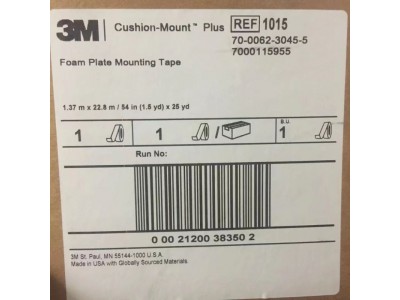 3M Cushion-Mount™ Plus REF 1015
70-0062-3045-5
7000115955
Foam Plate Mounting Tape
1.37 m x 22.8 m / 54 in (1.5 yd) x 25 yd
1 1 / B.U. 1
Run No:
0 00 21200 38350 2
3M St. Paul, MN 55144-1000 U.S.A.
Made in USA with Globally Sourced Materials.